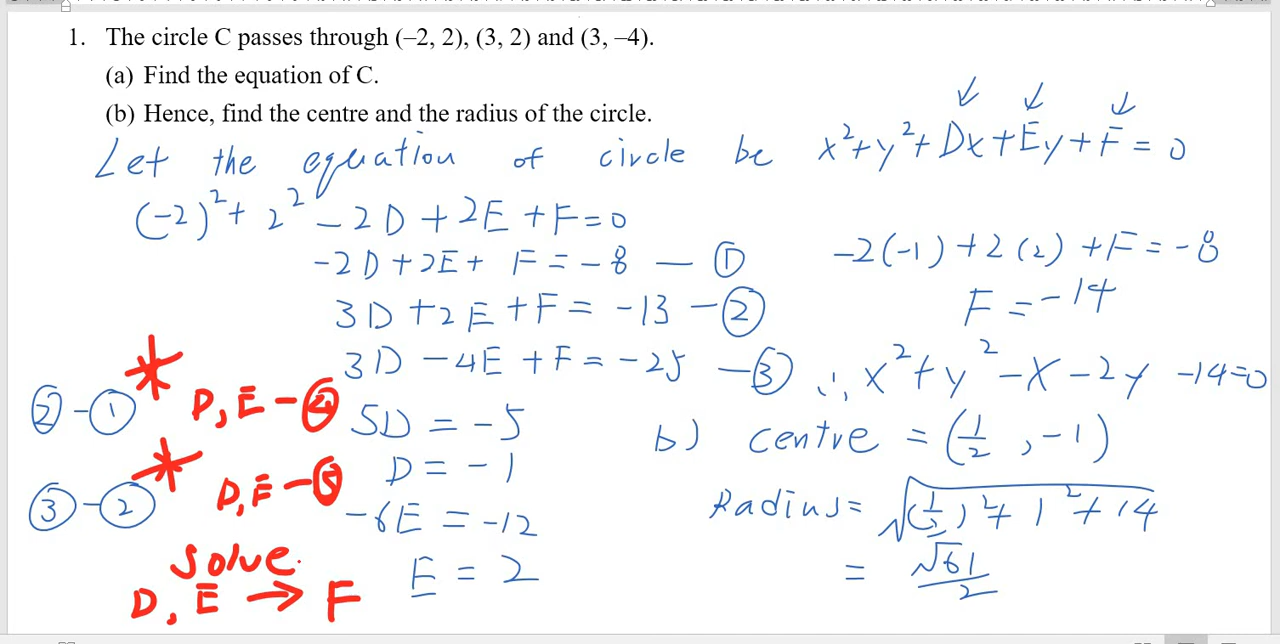 1. The circle C passes through (–2, 2), (3, 2) and (3, –4).
(a) Find the equation of C.
(b) Hence, find the centre and the radius of the circle.
Let the equation of circle be x²+y²+Dx+Ey+F=0
(-2)²+2²-2D+2E+F=0
-2D+2E+F=-8 — ①
3D+2E+F=-13 -②
3D-4E+F=-25 -③
②-① * D,E-④ 5D=-5
D=-1
③-② * D,E-⑤ -6E=-12
E=2
Solve.
D, E → F
-2(-1)+2(2)+F=-8
F=-14
∴ x²+y²-x-2y-14=0
b) centre = (1/2, -1)
Radius = √((1/2)²+1²+14)
= √61/2